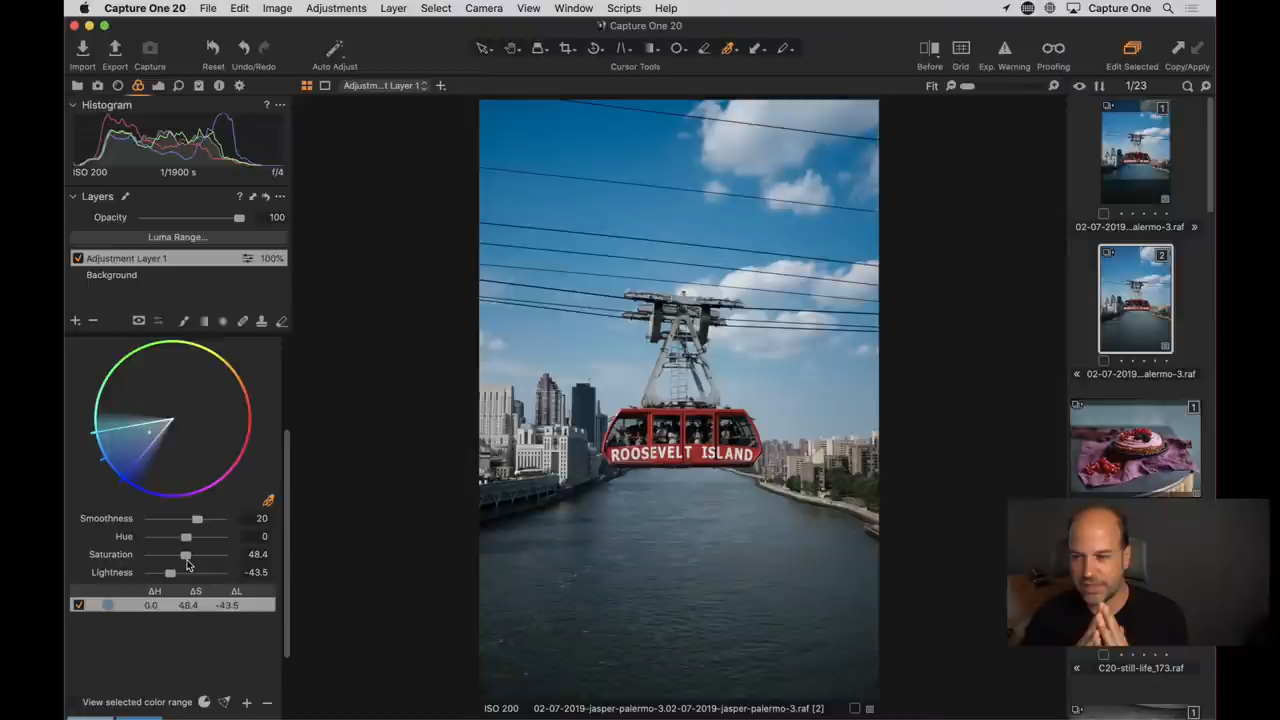 Capture One 20 File Edit Image Adjustments Layer Select Camera View Window Scripts Help Capture One
Capture One 20
Import Export Capture Reset Undo/Redo Auto Adjust Cursor Tools Before Grid Exp. Warning Proofing Edit Selected Copy/Apply
Adjustm...t Layer 1 Fit 1/23
Histogram ? ...
ISO 200 1/1900 s f/4
Layers ? ...
Opacity 100
Luma Range...
Adjustment Layer 1 100%
Background
Smoothness 20
Hue 0
Saturation 48.4
Lightness -43.5
ΔH ΔS ΔL
0.0 48.4 -43.5
View selected color range
ROOSEVELT ISLAND
ISO 200 02-07-2019-jasper-palermo-3.02-07-2019-jasper-palermo-3.raf [2]
1
02-07-2019...alermo-3.raf »
2
« 02-07-2019...alermo-3.raf
1
« C20-still-life_173.raf
1